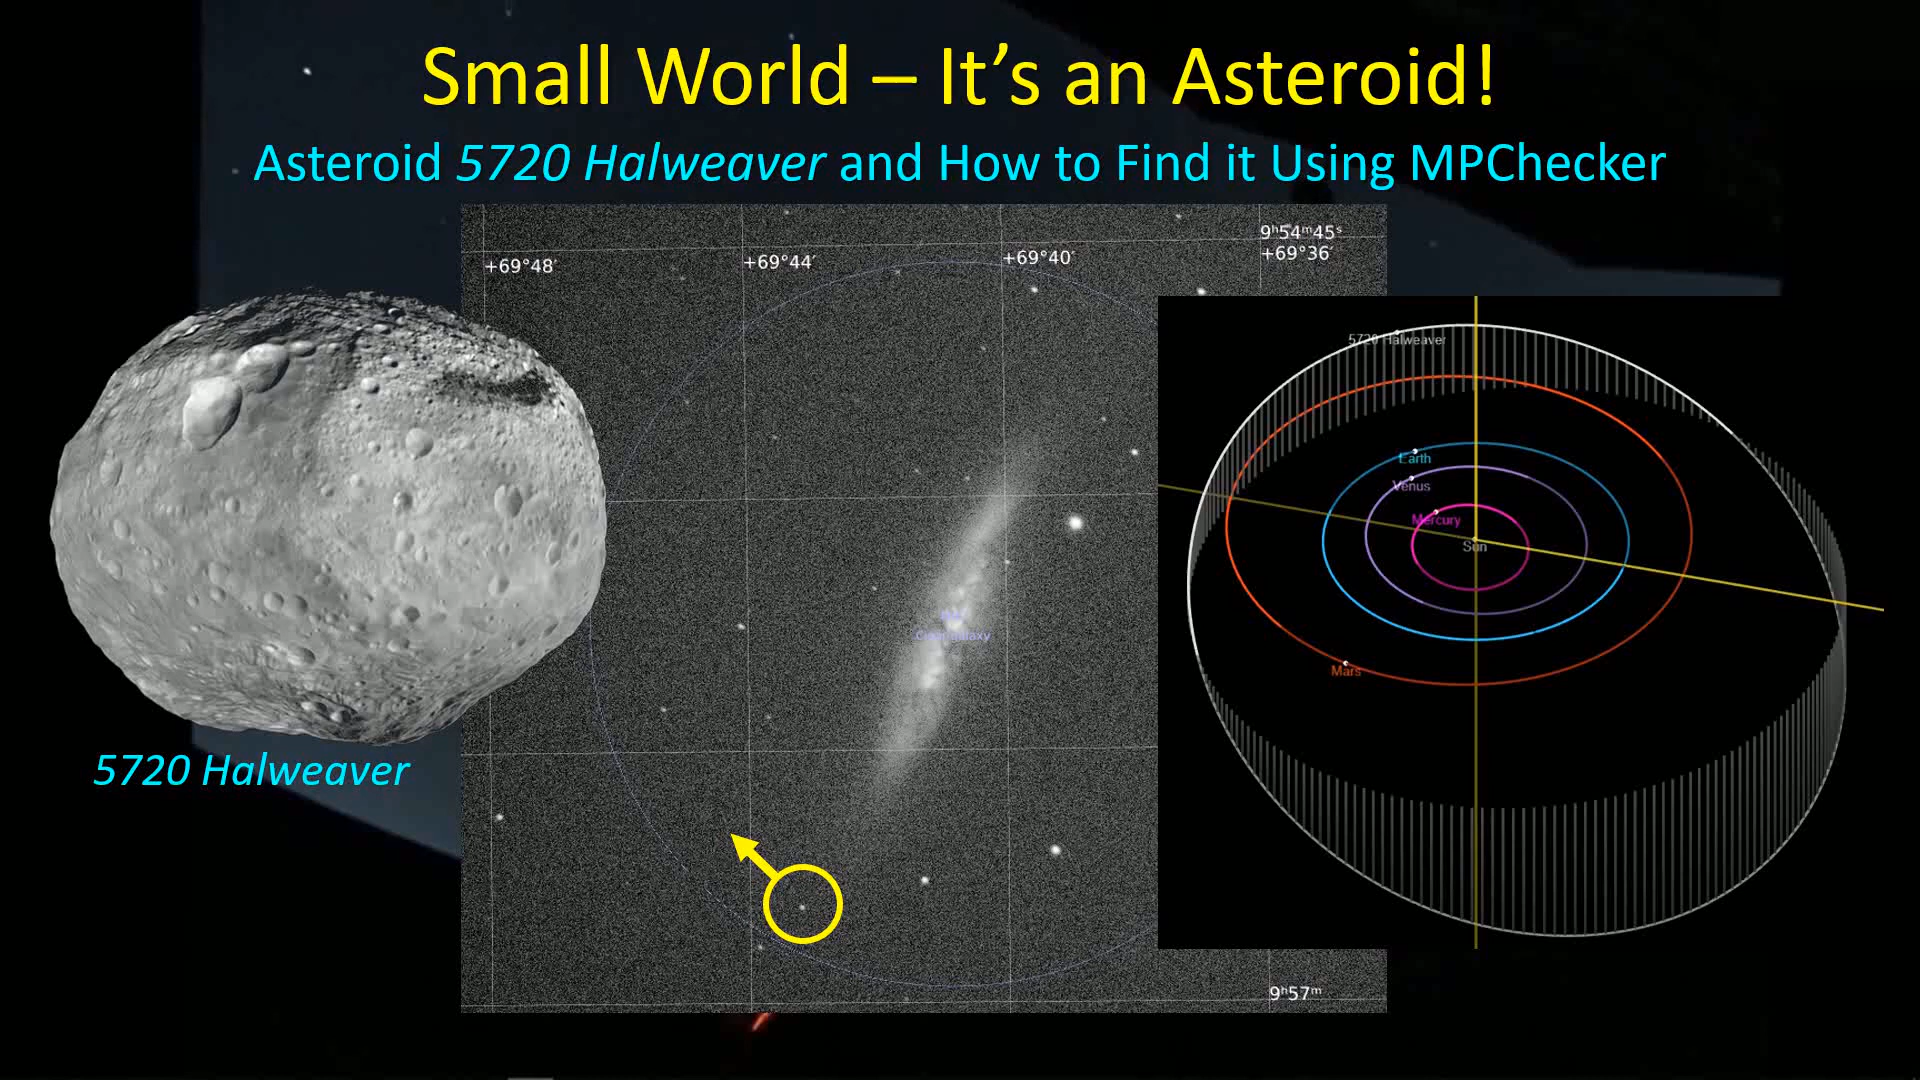 Small World – It’s an Asteroid!
Asteroid 5720 Halweaver and How to Find it Using MPChecker
9ʰ54ᵐ45ˢ
+69°48′
+69°44′
+69°40′
+69°36′
5720 Halweaver
Earth
Venus
Mercury
Sun
Mars
5720 Halweaver
9ʰ57ᵐ